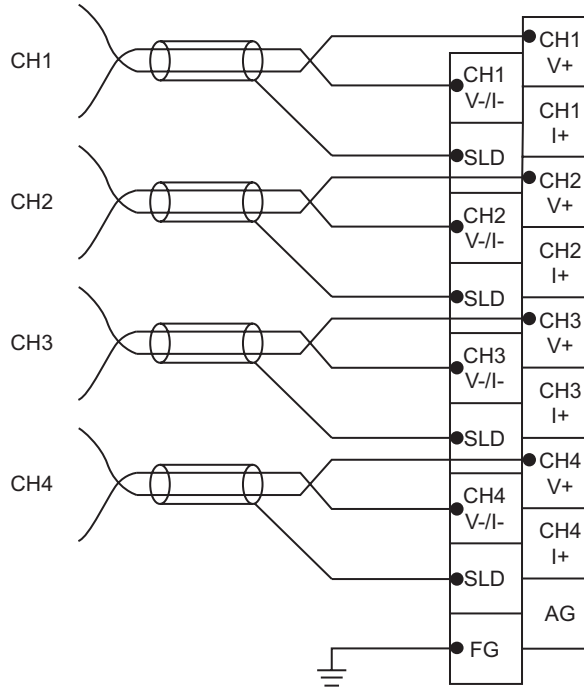 CH1
CH2
CH3
CH4
CH1
V-/I-
SLD
CH2
V-/I-
SLD
CH3
V-/I-
SLD
CH4
V-/I-
SLD
FG
CH1
V+
CH1
I+
CH2
V+
CH2
I+
CH3
V+
CH3
I+
CH4
V+
CH4
I+
AG